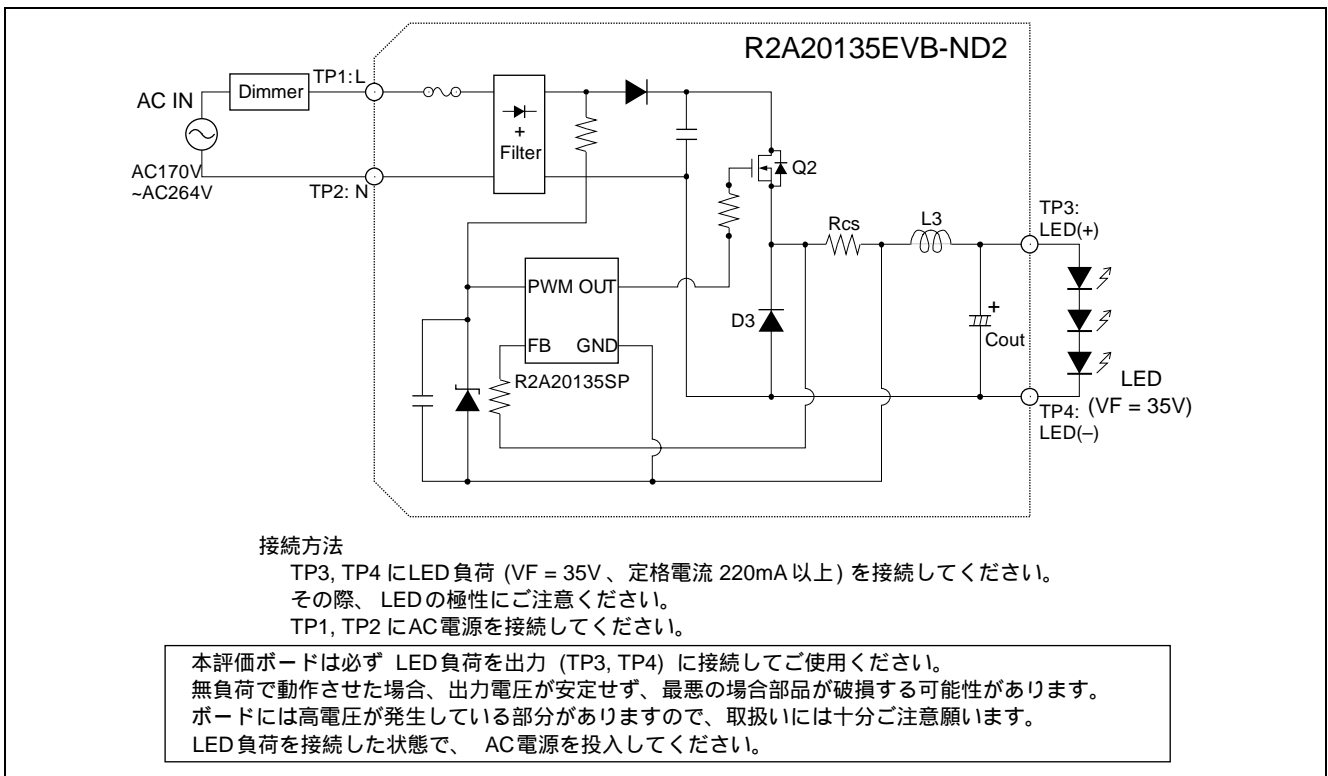 R2A20135EVB-ND2
TP1: L
Dimmer
AC IN
AC170V
~AC264V
TP2: N
+
Filter
Q2
Rcs
L3
TP3:
LED(+)
PWM OUT
D3
+
Cout
FB GND
R2A20135SP
LED
(VF = 35V)
TP4:
LED(–)
接続方法
TP3, TP4 にLED負荷 (VF = 35V 、定格電流 220mA以上) を接続してください。
その際、 LEDの極性にご注意ください。
TP1, TP2 にAC電源を接続してください。
本評価ボードは必ず LED負荷を出力 (TP3, TP4) に接続してご使用ください。
無負荷で動作させた場合、出力電圧が安定せず、最悪の場合部品が破損する可能性があります。
ボードには高電圧が発生している部分がありますので、取扱いには十分ご注意願います。
LED負荷を接続した状態で、 AC電源を投入してください。